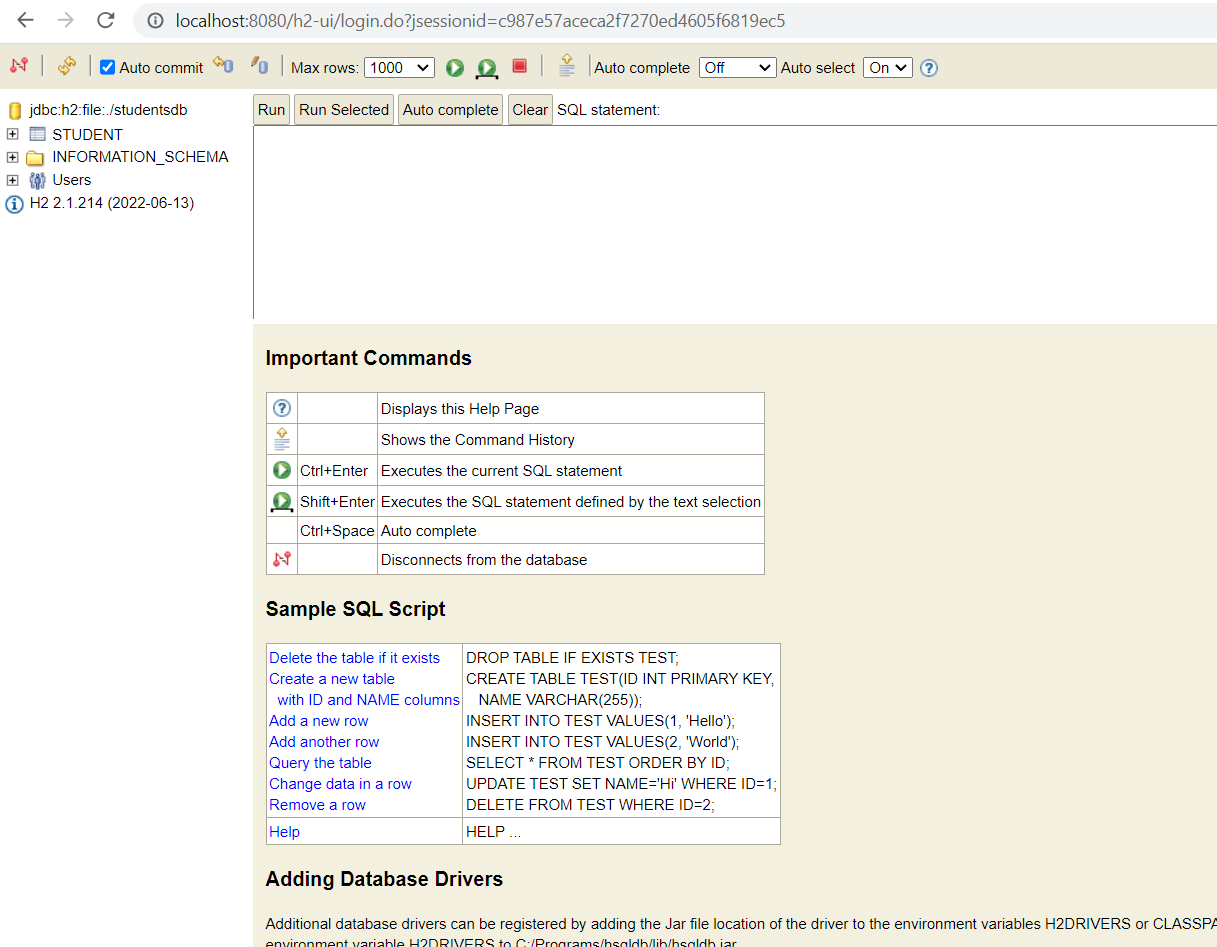 localhost:8080/h2-ui/login.do?jsessionid=c987e57aceca2f7270ed4605f6819ec5
Auto commit Max rows: 1000 Auto complete Off Auto select On
jdbc:h2:file:./studentsdb
STUDENT
INFORMATION_SCHEMA
Users
H2 2.1.214 (2022-06-13)
Run Run Selected Auto complete Clear SQL statement:
Important Commands
Displays this Help Page
Shows the Command History
Ctrl+Enter Executes the current SQL statement
Shift+Enter Executes the SQL statement defined by the text selection
Ctrl+Space Auto complete
Disconnects from the database
Sample SQL Script
Delete the table if it exists DROP TABLE IF EXISTS TEST;
Create a new table CREATE TABLE TEST(ID INT PRIMARY KEY,
with ID and NAME columns NAME VARCHAR(255));
Add a new row INSERT INTO TEST VALUES(1, 'Hello');
Add another row INSERT INTO TEST VALUES(2, 'World');
Query the table SELECT * FROM TEST ORDER BY ID;
Change data in a row UPDATE TEST SET NAME='Hi' WHERE ID=1;
Remove a row DELETE FROM TEST WHERE ID=2;
Help HELP ...
Adding Database Drivers
Additional database drivers can be registered by adding the Jar file location of the driver to the environment variables H2DRIVERS or CLASSPA
environment variable H2DRIVERS to C:/Programs/hsqldb/lib/hsqldb.jar